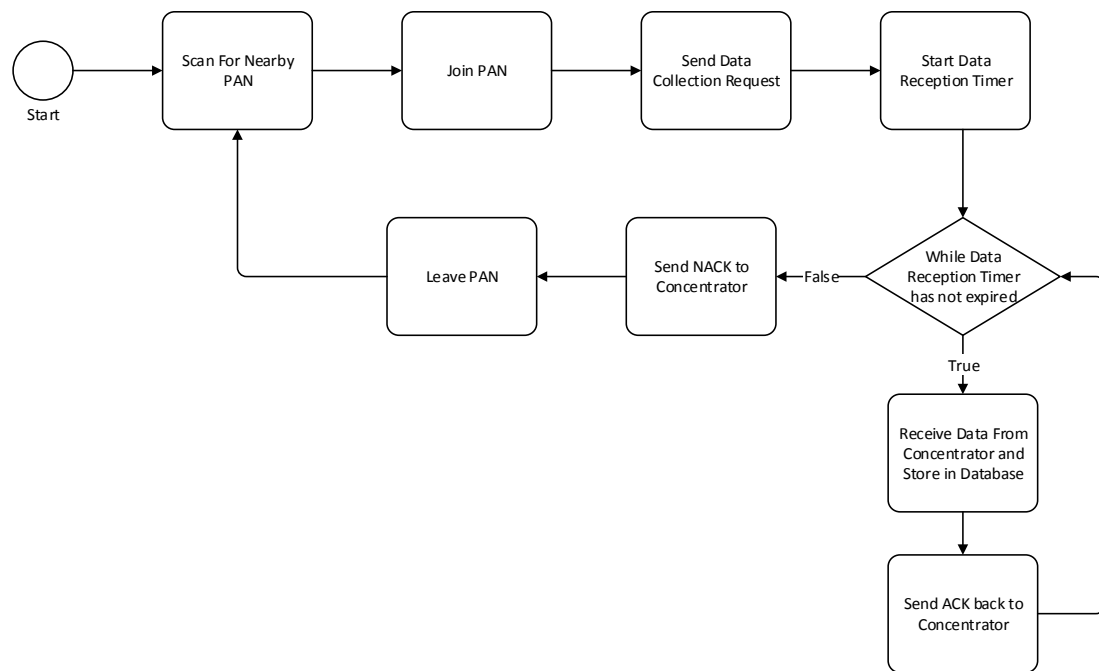 Scan For Nearby
PAN
Join PAN
Send Data
Collection Request
Start Data
Reception Timer
Start
Leave PAN
Send NACK to
Concentrator
False
While Data
Reception Timer
has not expired
True
Receive Data From
Concentrator and
Store in Database
Send ACK back to
Concentrator